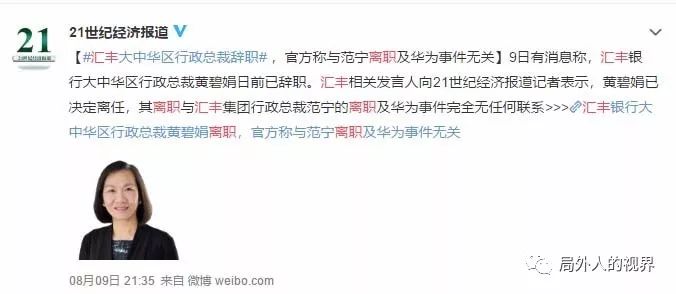 21
21世纪经济报道
21世纪经济报道
【#汇丰大中华区行政总裁辞职#，官方称与范宁离职及华为事件无关】9日有消息称，汇丰银
行大中华区行政总裁黄碧娟日前已辞职。汇丰相关发言人向21世纪经济报道记者表示，黄碧娟已
决定离任，其离职与汇丰集团行政总裁范宁的离职及华为事件完全无任何联系>>>汇丰银行大
中华区行政总裁黄碧娟离职，官方称与范宁离职及华为事件无关
08月09日 21:35 来自 微博 weibo.com
局外人的视界